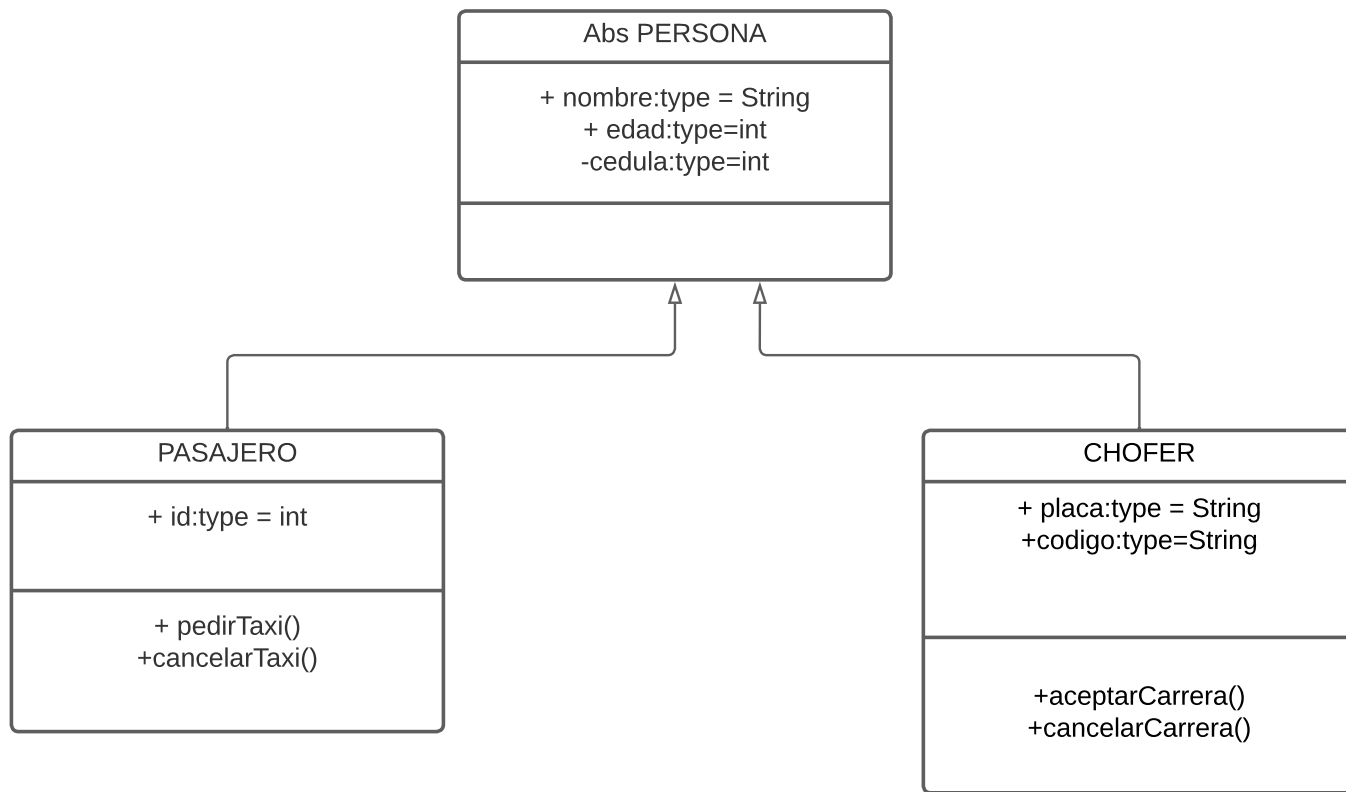 Abs PERSONA
+ nombre:type = String
+ edad:type=int
-cedula:type=int
PASAJERO
+ id:type = int
+ pedirTaxi()
+cancelarTaxi()
CHOFER
+ placa:type = String
+codigo:type=String
+aceptarCarrera()
+cancelarCarrera()